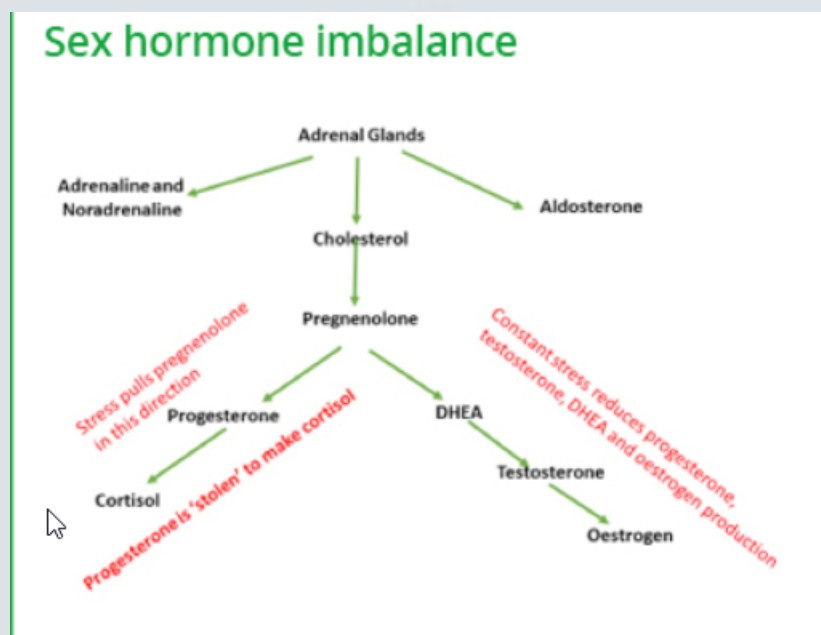 Sex hormone imbalance
Adrenal Glands
Adrenaline and
Noradrenaline
Aldosterone
Cholesterol
Pregnenolone
Stress pulls pregnenolone
in this direction
Constant stress reduces progesterone,
testosterone, DHEA and oestrogen production
Progesterone
DHEA
Progesterone is 'stolen' to make cortisol
Testosterone
Cortisol
Oestrogen